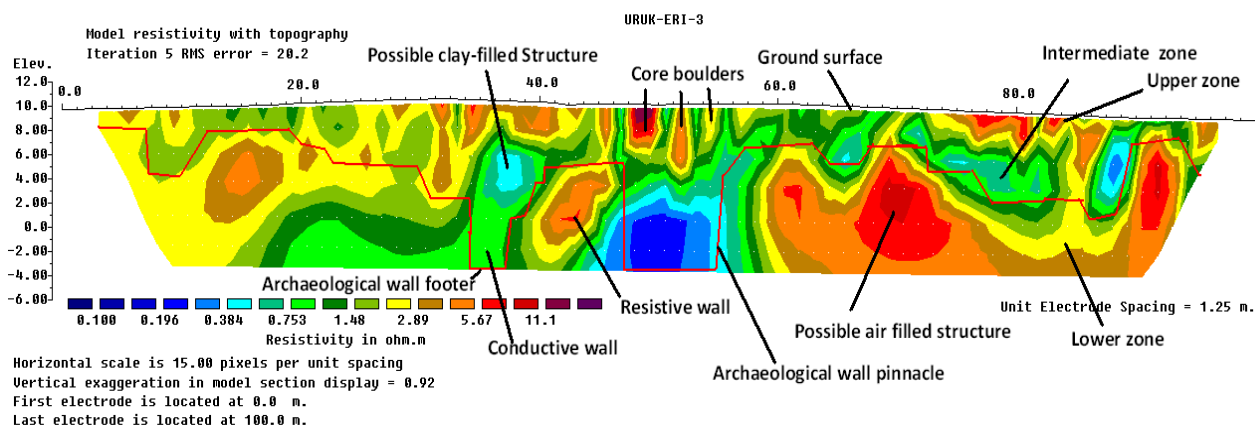 URUK-ERI-3
Model resistivity with topography
Iteration 5 RMS error = 20.2
Possible clay-filled Structure
Core boulders
Ground surface
Intermediate zone
Upper zone
Elev.
12.0
10.0
8.00
6.00
4.00
2.00
0.0
-2.00
-4.00
-6.00
0.0
20.0
40.0
60.0
80.0
Archaeological wall footer
Resistive wall
Conductive wall
Archaeological wall pinnacle
Possible air filled structure
Lower zone
Unit Electrode Spacing = 1.25 m.
0.100 0.196 0.384 0.753 1.48 2.89 5.67 11.1
Resistivity in ohm.m
Horizontal scale is 15.00 pixels per unit spacing
Vertical exaggeration in model section display = 0.92
First electrode is located at 0.0 m.
Last electrode is located at 100.0 m.